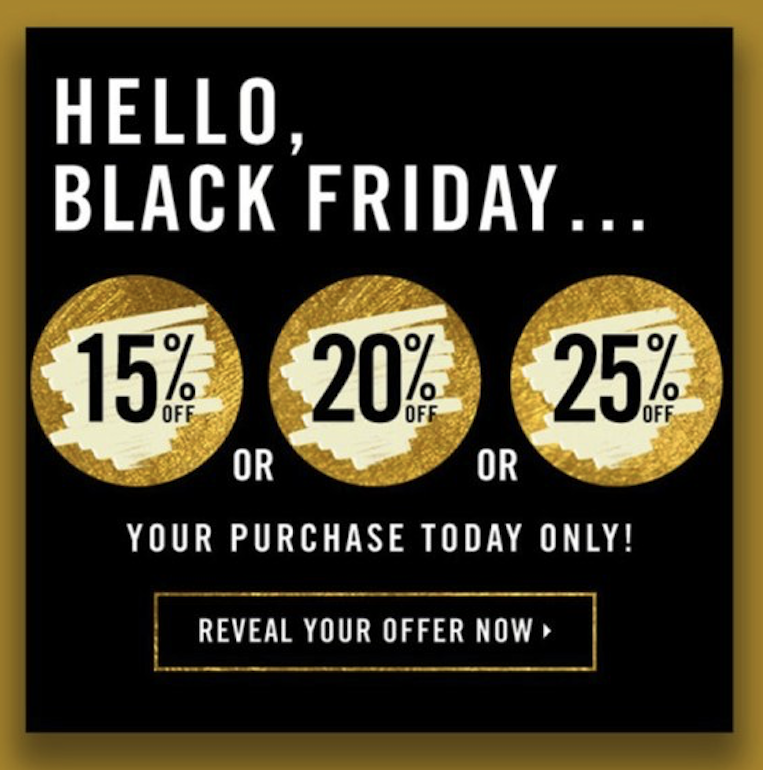 HELLO,
BLACK FRIDAY...
15% OFF
OR
20% OFF
OR
25% OFF
YOUR PURCHASE TODAY ONLY!
REVEAL YOUR OFFER NOW ▸